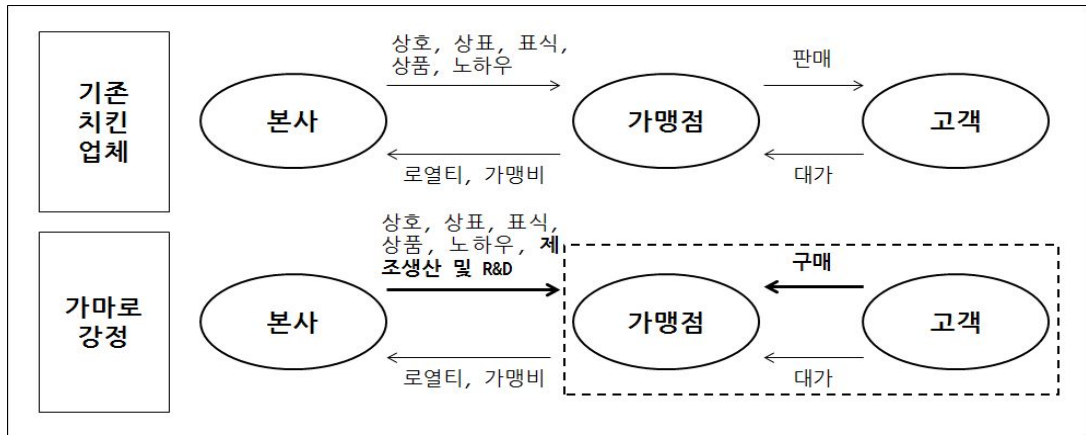 기존
치킨
업체
본사
상호, 상표, 표식,
상품, 노하우
로열티, 가맹비
가맹점
판매
대가
고객
가마로
강정
본사
상호, 상표, 표식,
상품, 노하우, 제
조생산 및 R&D
로열티, 가맹비
가맹점
구매
대가
고객